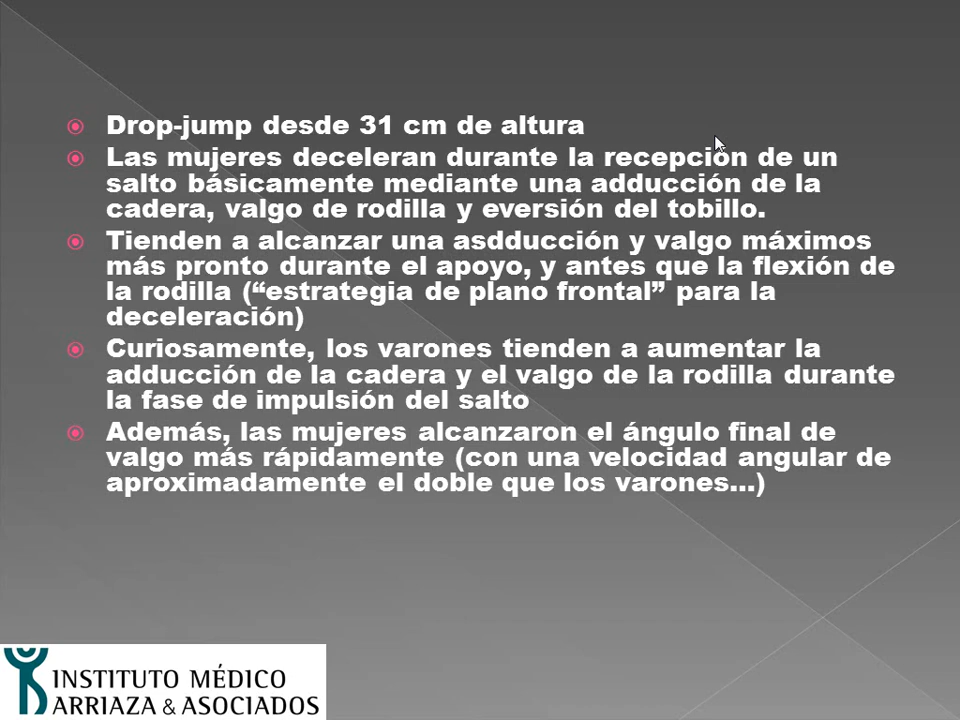 Drop-jump desde 31 cm de altura
Las mujeres deceleran durante la recepción de un
salto básicamente mediante una adducción de la
cadera, valgo de rodilla y eversión del tobillo.
Tienden a alcanzar una asdducción y valgo máximos
más pronto durante el apoyo, y antes que la flexión de
la rodilla (“estrategia de plano frontal” para la
deceleración)
Curiosamente, los varones tienden a aumentar la
adducción de la cadera y el valgo de la rodilla durante
la fase de impulsión del salto
Además, las mujeres alcanzaron el ángulo final de
valgo más rápidamente (con una velocidad angular de
aproximadamente el doble que los varones…)
INSTITUTO MÉDICO
ARRIAZA & ASOCIADOS